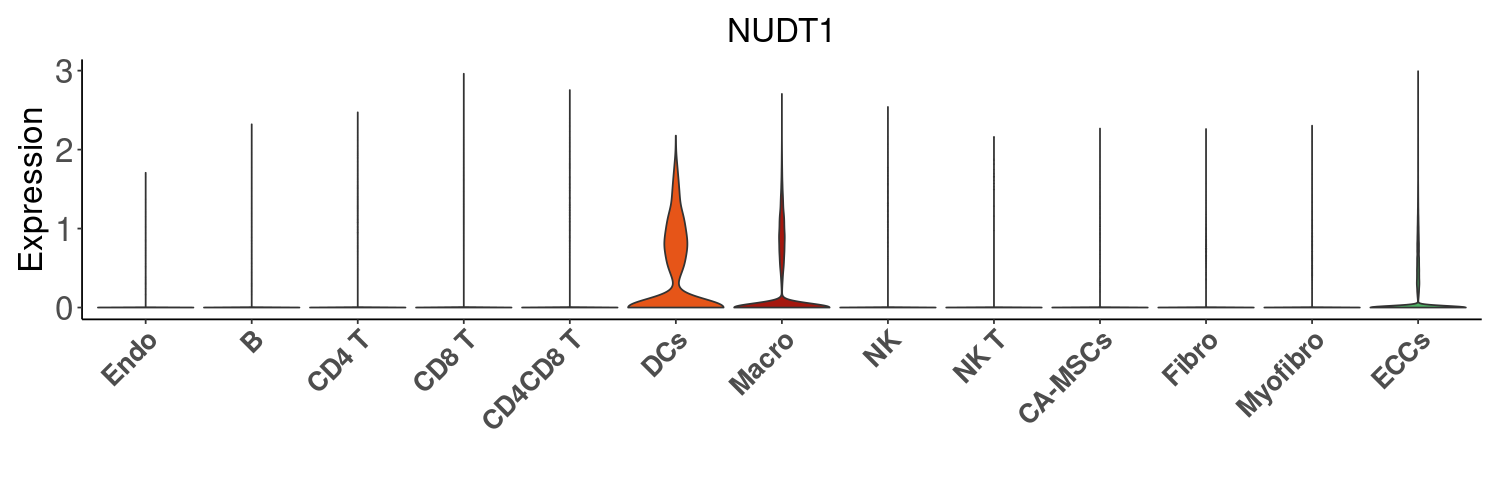 NUDT1
Expression
3
2
1
0
Endo
B
CD4 T
CD8 T
CD4CD8 T
DCs
Macro
NK
NK T
CA-MSCs
Fibro
Myofibro
ECCs